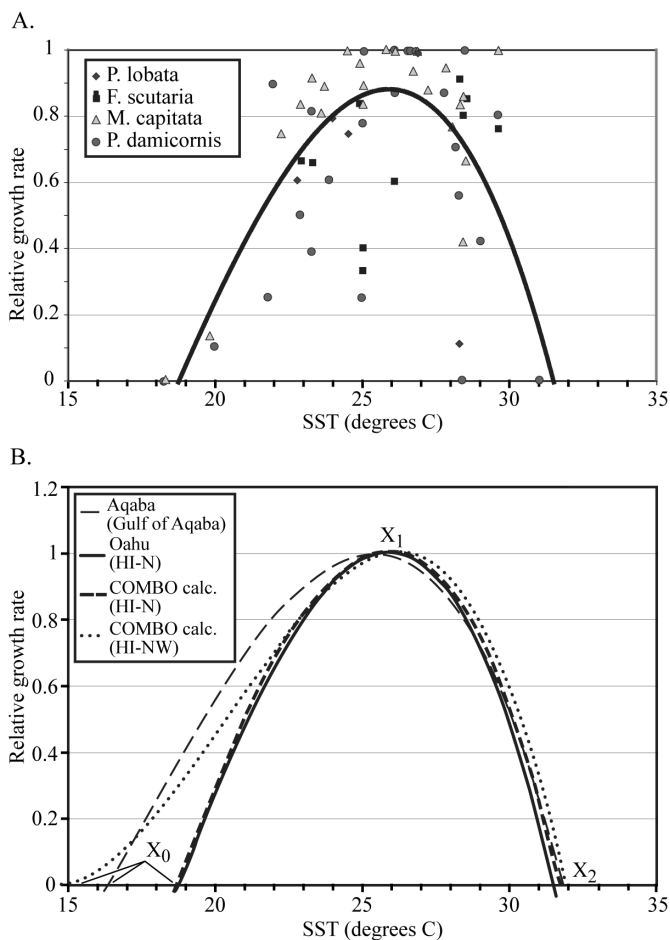 A.
1
0.8
0.6
0.4
0.2
0
Relative growth rate
P. lobata
F. scutaria
M. capitata
P. damicornis
15 20 25 30 35
SST (degrees C)
B.
1.2
1
0.8
0.6
0.4
0.2
0
Relative growth rate
Aqaba
(Gulf of Aqaba)
Oahu
(HI-N)
COMBO calc.
(HI-N)
COMBO calc.
(HI-NW)
X1
X0
X2
15 20 25 30 35
SST (degrees C)